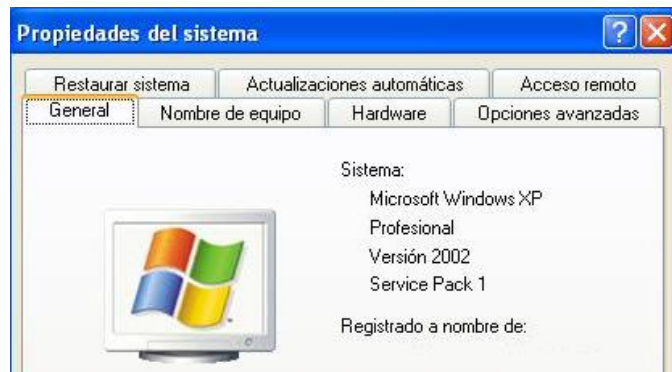 Propiedades del sistema
Restaurar sistema Actualizaciones automáticas Acceso remoto
General Nombre de equipo Hardware Opciones avanzadas
Sistema:
Microsoft Windows XP
Profesional
Versión 2002
Service Pack 1
Registrado a nombre de: